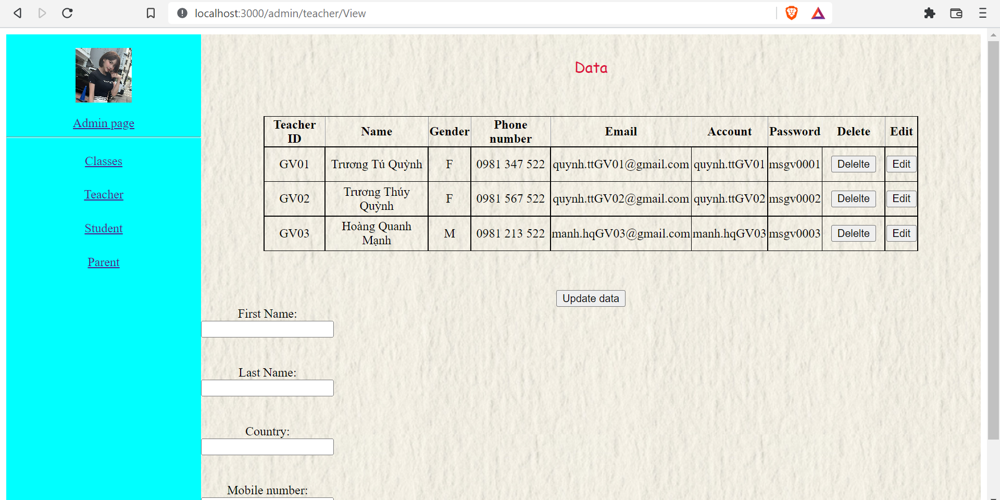 localhost:3000/admin/teacher/View
Admin page
Classes
Teacher
Student
Parent
Data
Teacher ID Name Gender Phone number Email Account Password Delete Edit
GV01 Trương Tú Quỳnh F 0981 347 522 quynh.ttGV01@gmail.com quynh.ttGV01 msgv0001 Delelte Edit
GV02 Trương Thúy Quỳnh F 0981 567 522 quynh.ttGV02@gmail.com quynh.ttGV02 msgv0002 Delelte Edit
GV03 Hoàng Quanh Mạnh M 0981 213 522 manh.hqGV03@gmail.com manh.hqGV03 msgv0003 Delelte Edit
Update data
First Name:
Last Name:
Country:
Mobile number: